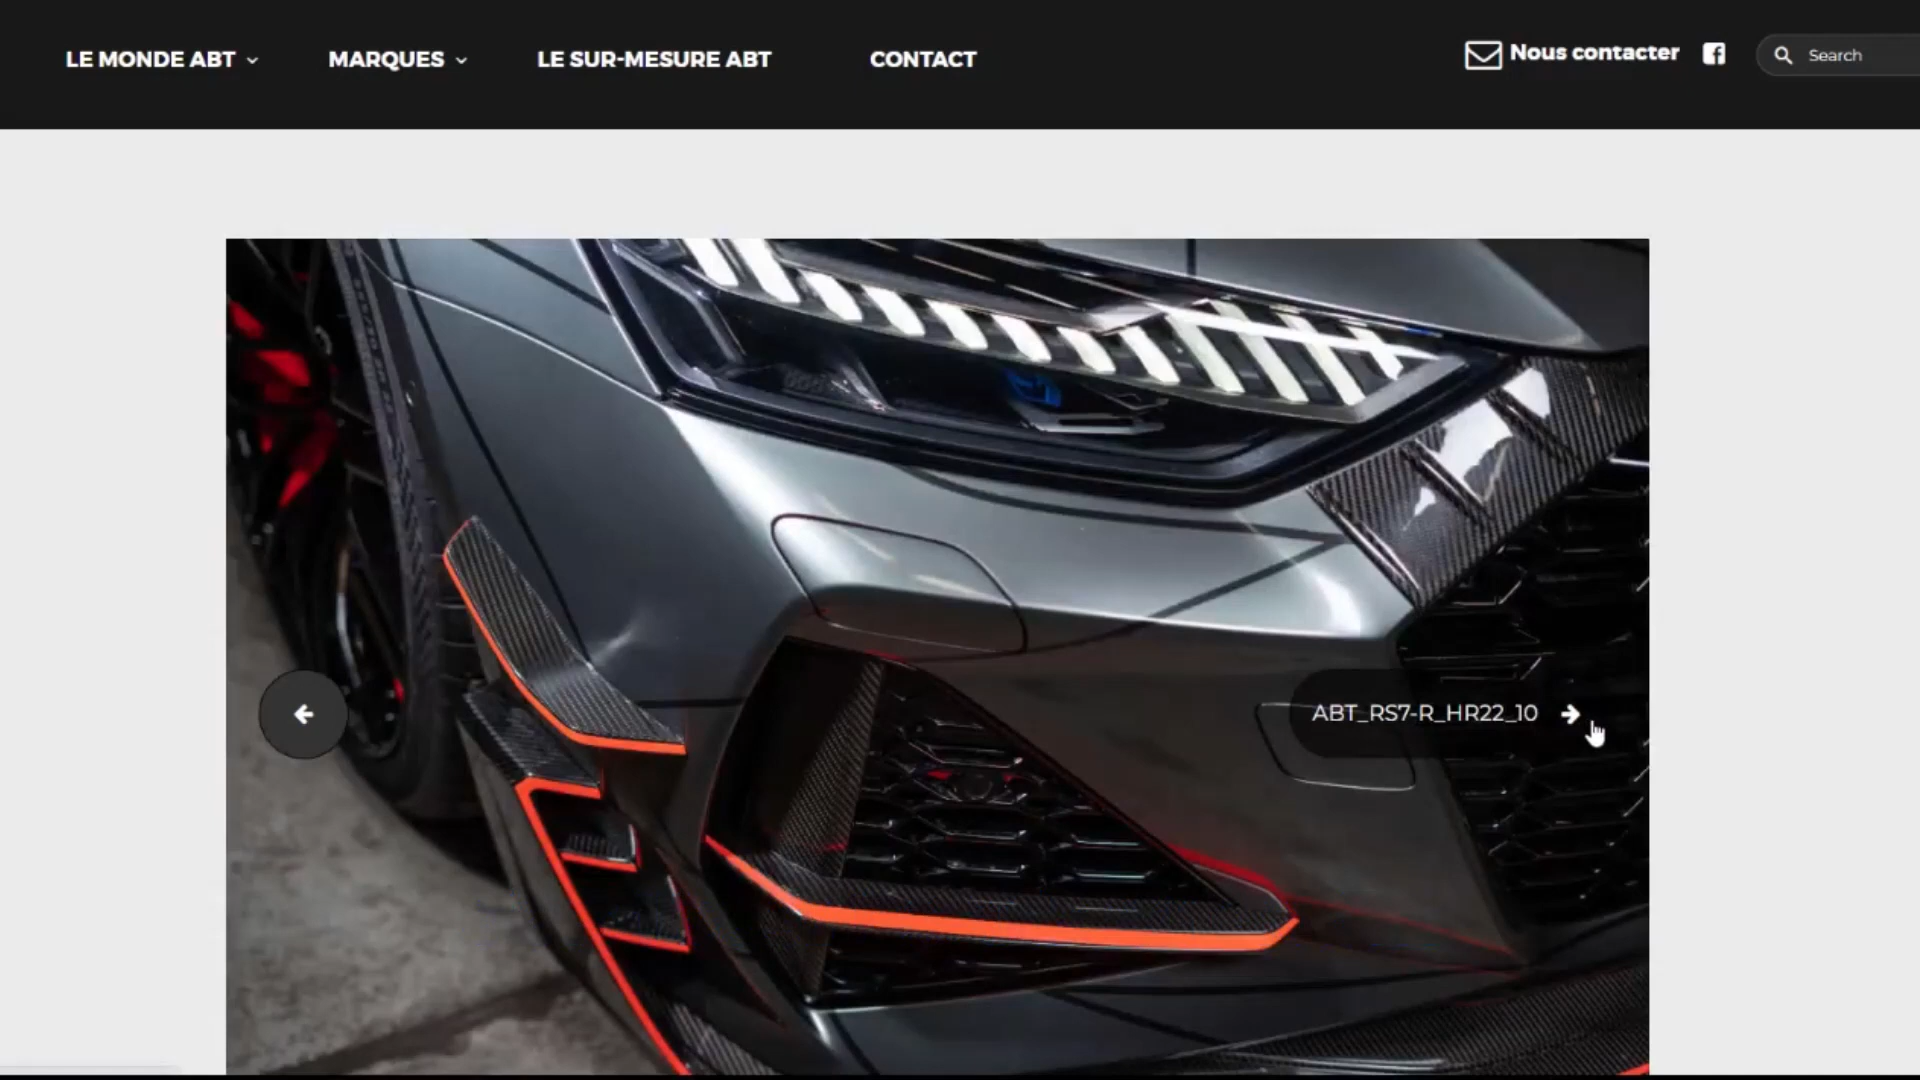 LE MONDE ABT
MARQUES
LE SUR-MESURE ABT
CONTACT
Nous contacter
Search
ABT_RS7-R_HR22_10